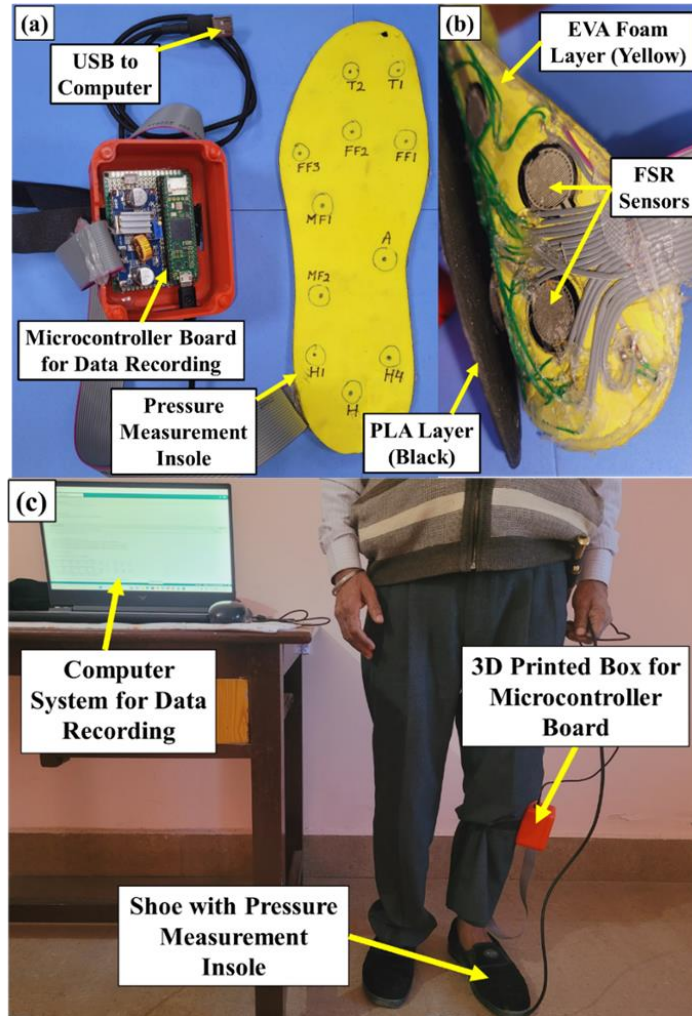 (a)
USB to
Computer
T2
T1
FF3
FF2
FF1
MF1
A
MF2
H1
H4
H
Microcontroller Board
for Data Recording
Pressure
Measurement
Insole
(b)
EVA Foam
Layer (Yellow)
FSR
Sensors
PLA Layer
(Black)
(c)
Computer
System for Data
Recording
3D Printed Box for
Microcontroller
Board
Shoe with Pressure
Measurement
Insole